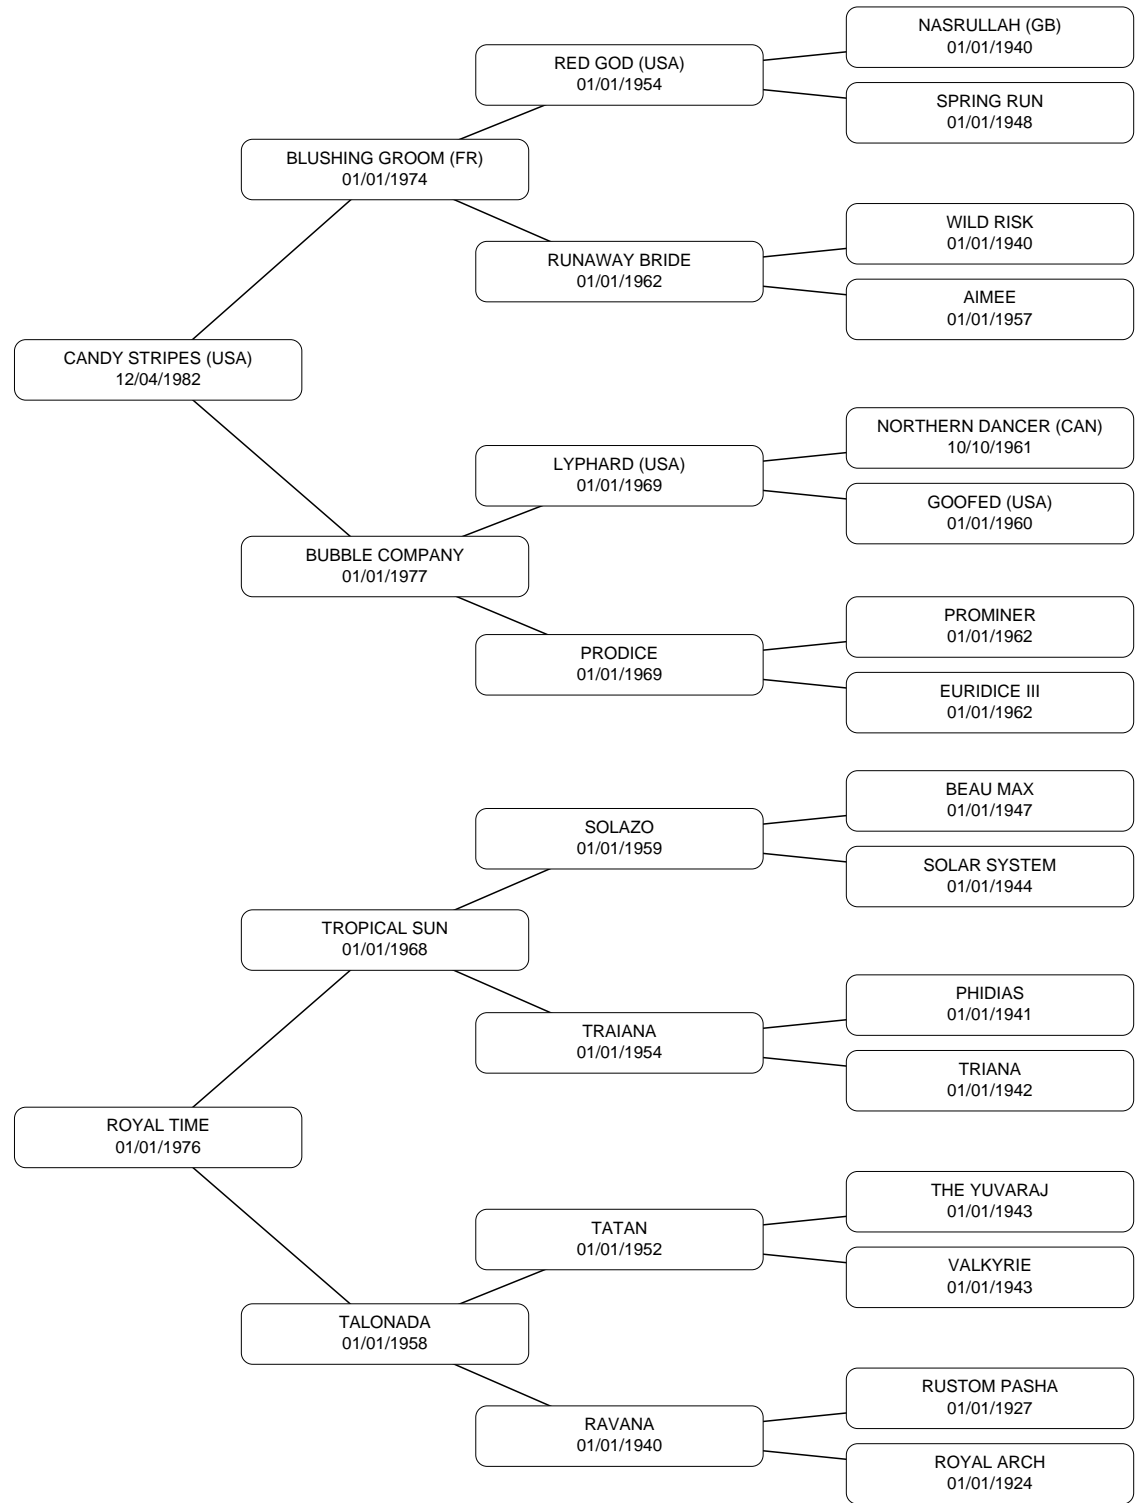 NASRULLAH (GB)
01/01/1940
RED GOD (USA)
01/01/1954
SPRING RUN
01/01/1948
BLUSHING GROOM (FR)
01/01/1974
WILD RISK
01/01/1940
RUNAWAY BRIDE
01/01/1962
AIMEE
01/01/1957
CANDY STRIPES (USA)
12/04/1982
NORTHERN DANCER (CAN)
10/10/1961
LYPHARD (USA)
01/01/1969
GOOFED (USA)
01/01/1960
BUBBLE COMPANY
01/01/1977
PROMINER
01/01/1962
PRODICE
01/01/1969
EURIDICE III
01/01/1962
BEAU MAX
01/01/1947
SOLAZO
01/01/1959
SOLAR SYSTEM
01/01/1944
TROPICAL SUN
01/01/1968
PHIDIAS
01/01/1941
TRAIANA
01/01/1954
TRIANA
01/01/1942
ROYAL TIME
01/01/1976
THE YUVARAJ
01/01/1943
TATAN
01/01/1952
VALKYRIE
01/01/1943
TALONADA
01/01/1958
RUSTOM PASHA
01/01/1927
RAVANA
01/01/1940
ROYAL ARCH
01/01/1924